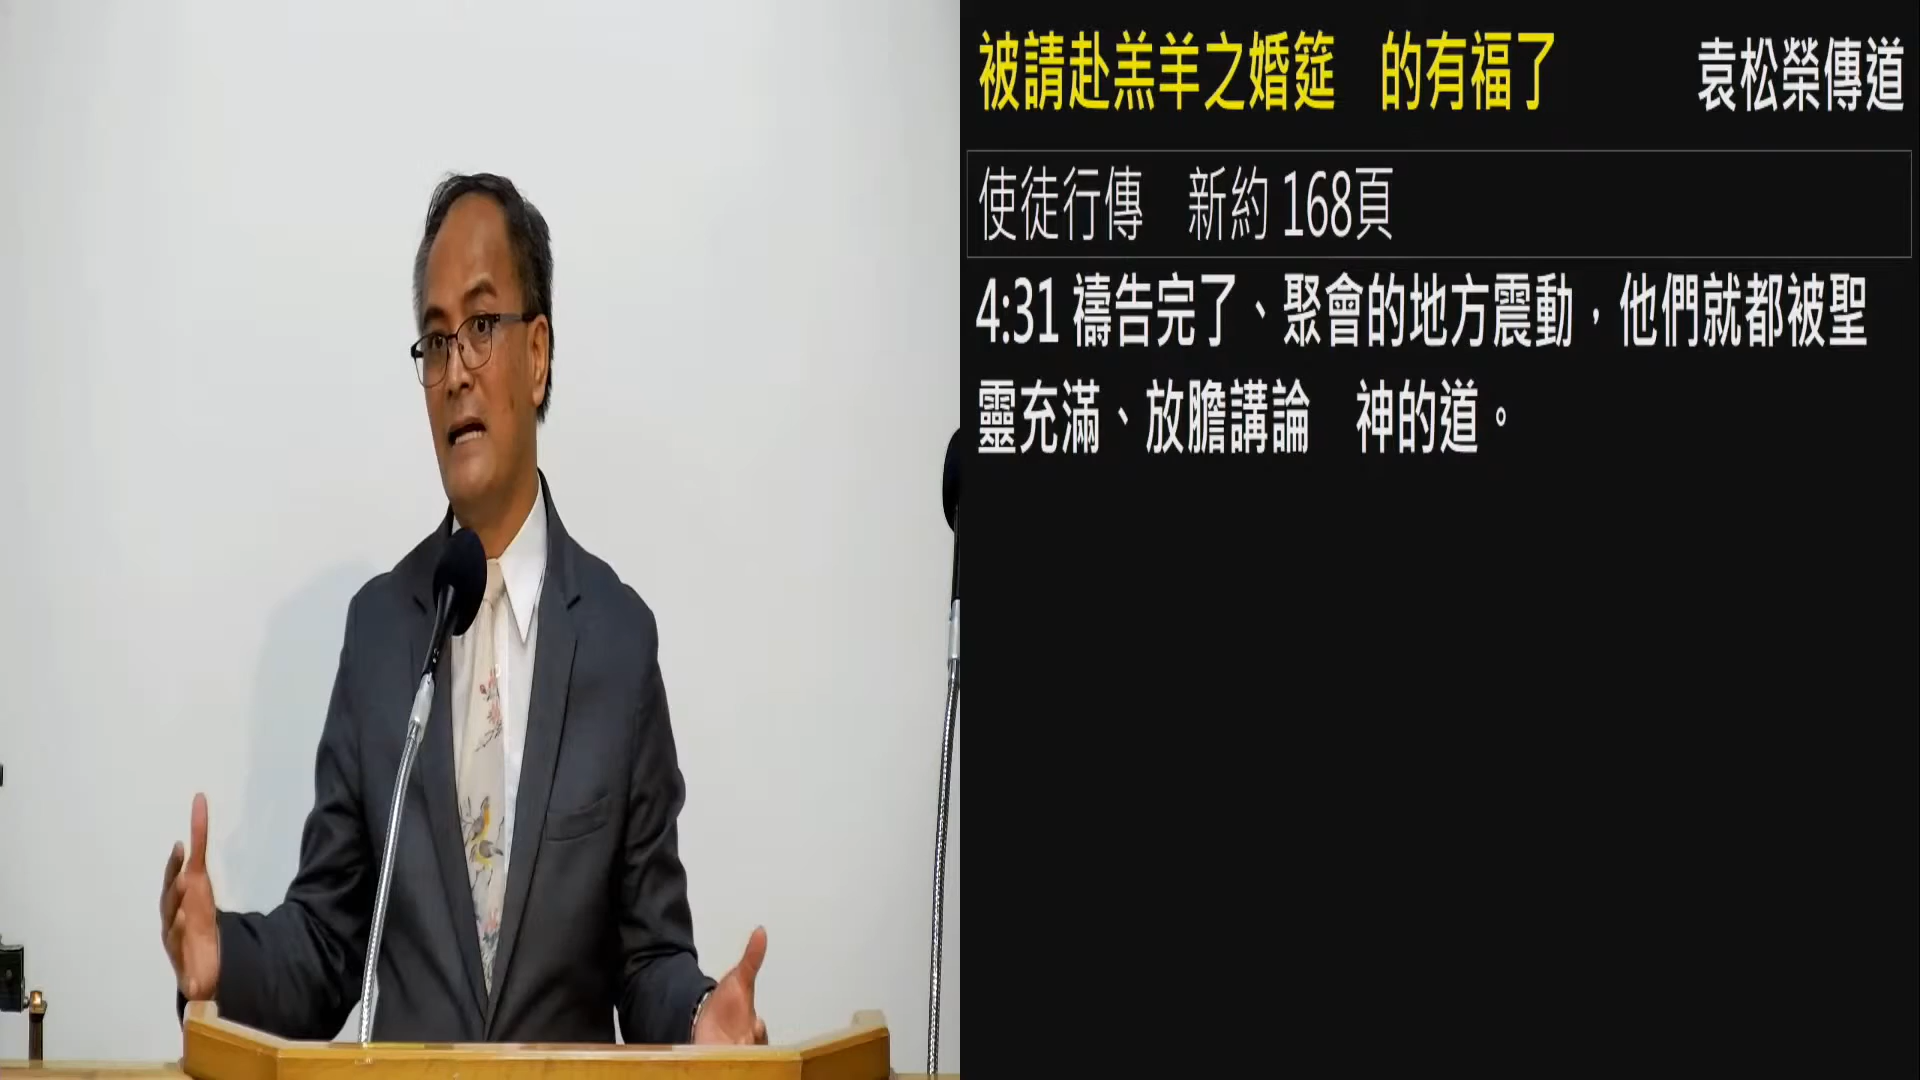 被請赴羔羊之婚筵　的有福了　袁松榮傳道
使徒行傳　新約 168頁
4:31 禱告完了、聚會的地方震動，他們就都被聖
靈充滿、放膽講論　神的道。